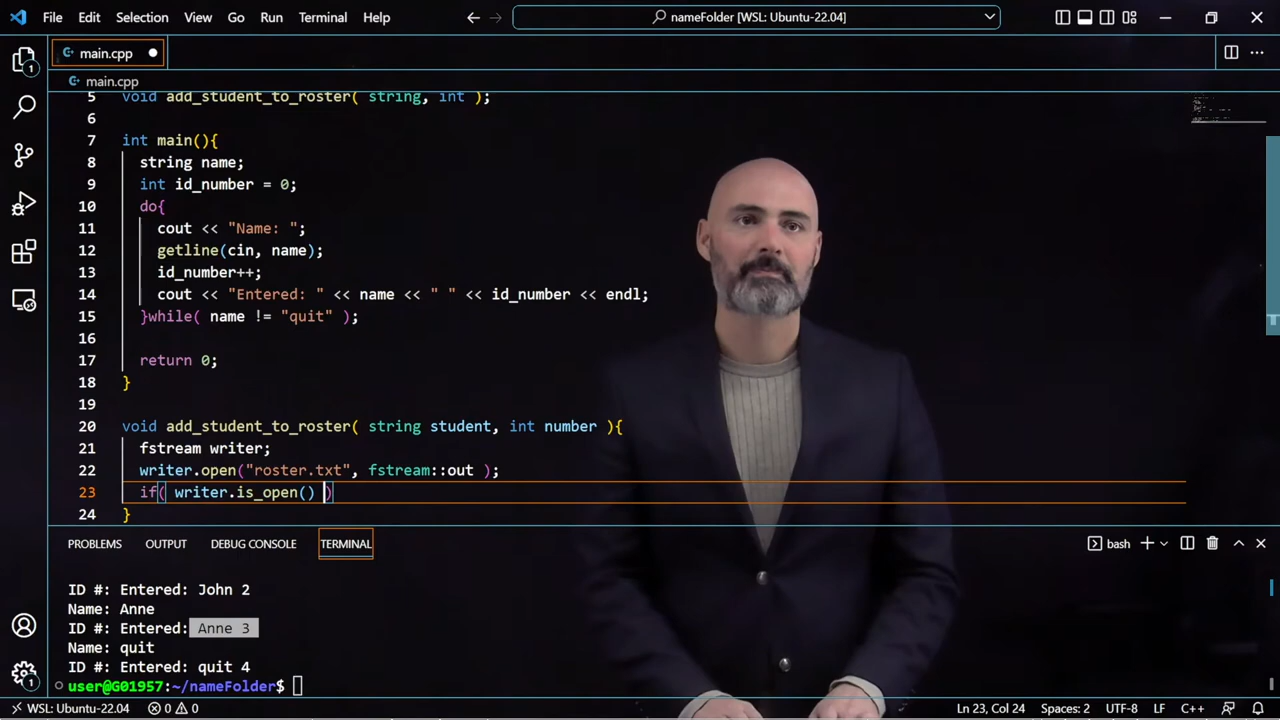 File Edit Selection View Go Run Terminal Help
nameFolder [WSL: Ubuntu-22.04]
main.cpp
main.cpp
5 void add_student_to_roster( string, int );
6
7 int main(){
8 string name;
9 int id_number = 0;
10 do{
11 cout << "Name: ";
12 getline(cin, name);
13 id_number++;
14 cout << "Entered: " << name << " " << id_number << endl;
15 }while( name != "quit" );
16
17 return 0;
18 }
19
20 void add_student_to_roster( string student, int number ){
21 fstream writer;
22 writer.open("roster.txt", fstream::out );
23 if( writer.is_open() )
24 }
PROBLEMS OUTPUT DEBUG CONSOLE TERMINAL bash
ID #: Entered: John 2
Name: Anne
ID #: Entered: Anne 3
Name: quit
ID #: Entered: quit 4
user@G01957:~/nameFolder$
WSL: Ubuntu-22.04 0 0 Ln 23, Col 24 Spaces: 2 UTF-8 LF C++
1
1